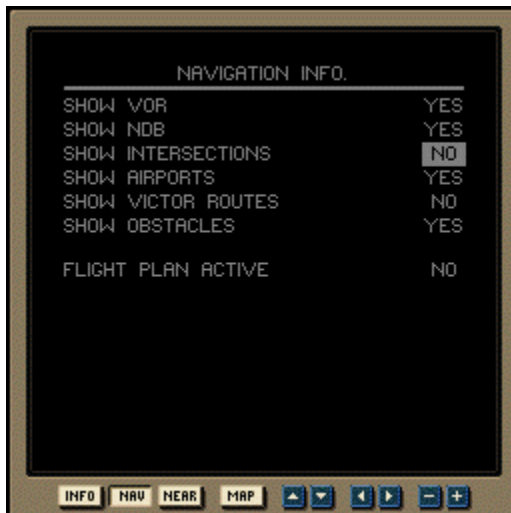 NAVIGATION INFO.
SHOW VOR YES
SHOW NDB YES
SHOW INTERSECTIONS NO
SHOW AIRPORTS YES
SHOW VICTOR ROUTES NO
SHOW OBSTACLES YES
FLIGHT PLAN ACTIVE NO
INFO NAV NEAR MAP - +